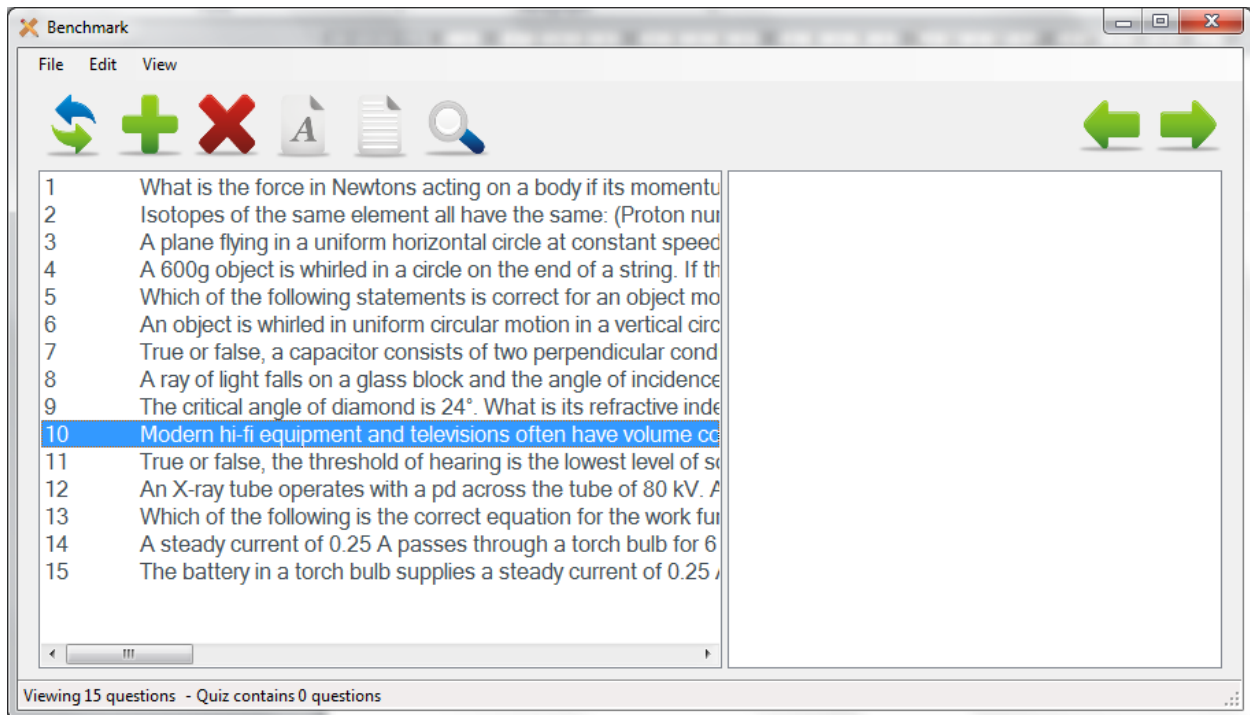 Benchmark
File Edit View
A
1 What is the force in Newtons acting on a body if its momentu
2 Isotopes of the same element all have the same: (Proton
3 A plane flying in a uniform horizontal circle at constant speed
4 A 600g object is whirled in a circle on the end of a string. If th
5 Which of the following statements is correct for an object mo
6 An object is whirled in uniform circular motion in a vertical circ
7 True or false, a capacitor consists of two perpendicular cond
8 A ray of light falls on a glass block and the angle of incidence
9 The critical angle of diamond is 24°. What is its refractive inde
10 Modern hi-fi equipment and televisions often have volume co
11 True or false, the threshold of hearing is the lowest level of
12 An X-ray tube operates with a pd across the tube of 80 kV. A
13 Which of the following is the correct equation for the work
14 A steady current of 0.25 A passes through a torch bulb for 6
15 The battery in a torch bulb supplies a steady current of 0.25
Viewing 15 questions - Quiz contains 0 questions